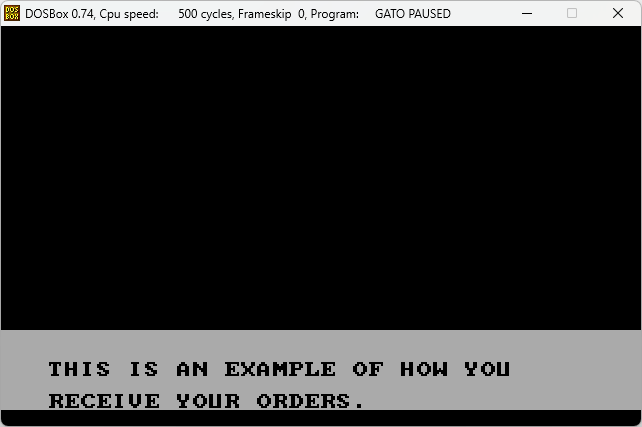 DOSBox 0.74, Cpu speed: 500 cycles, Frameskip 0, Program: GATO PAUSED
THIS IS AN EXAMPLE OF HOW YOU
RECEIVE YOUR ORDERS.